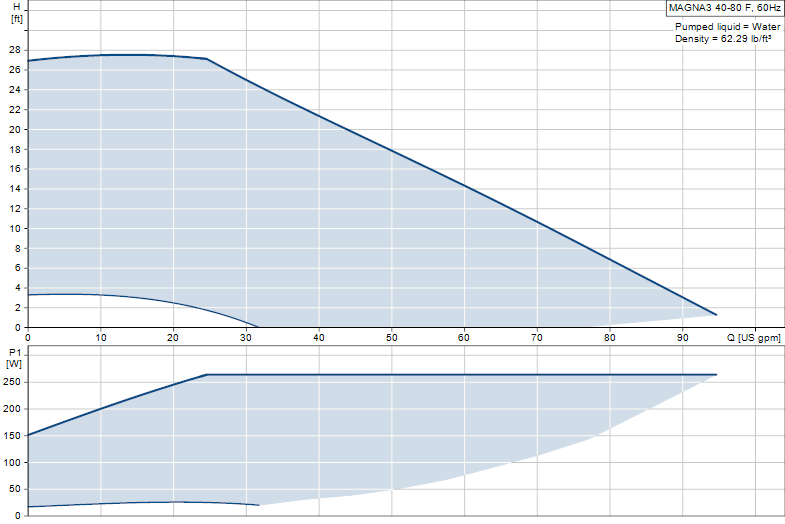 H
[ft]
MAGNA3 40-80 F, 60Hz
Pumped liquid = Water
Density = 62.29 lb/ft³
28
26
24
22
20
18
16
14
12
10
8
6
4
2
0
0 10 20 30 40 50 60 70 80 90 Q [US gpm]
P1
[W]
250
200
150
100
50
0